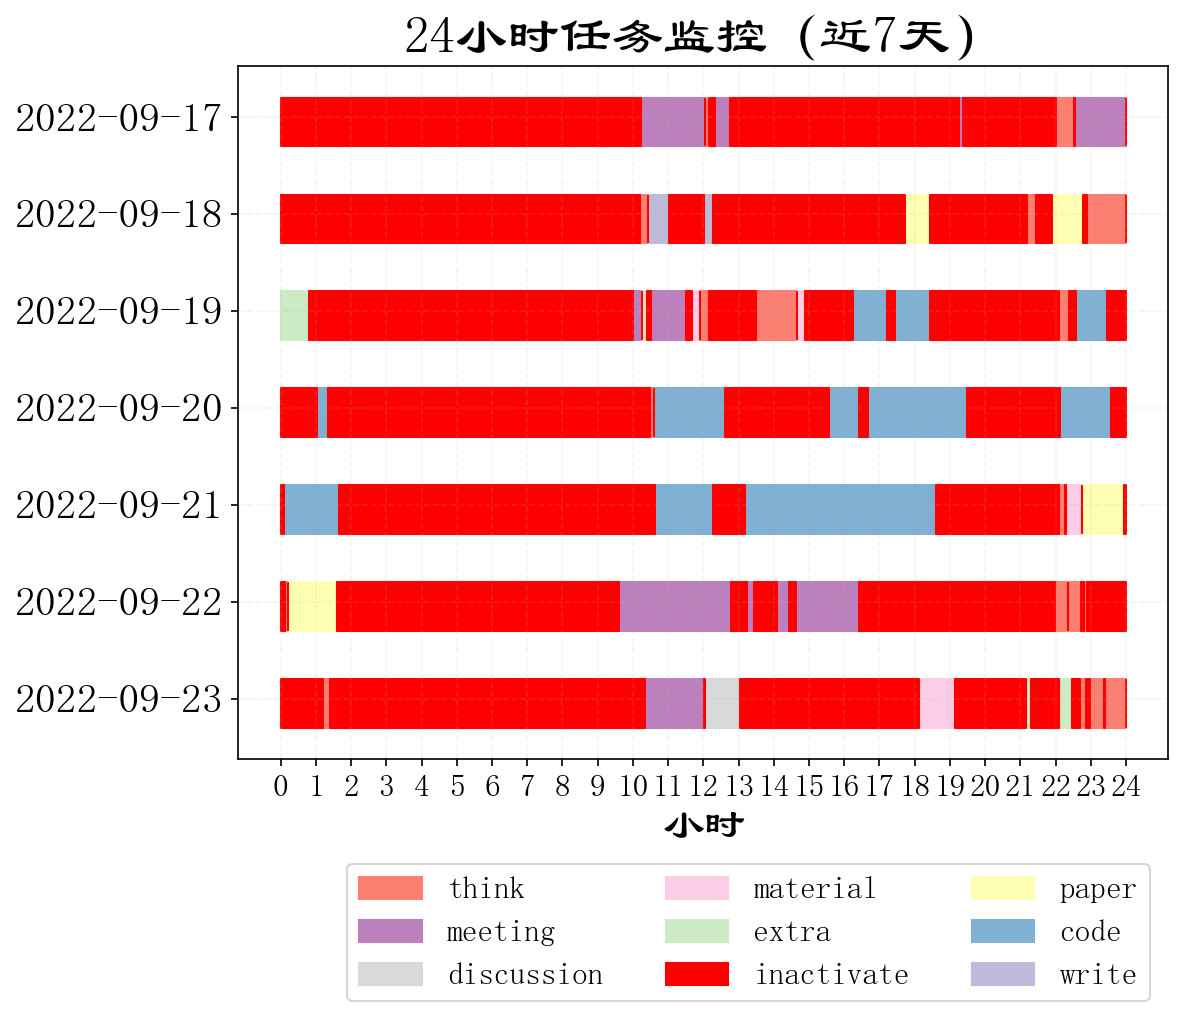 24小时任务监控 (近7天)
2022-09-17
2022-09-18
2022-09-19
2022-09-20
2022-09-21
2022-09-22
2022-09-23
0 1 2 3 4 5 6 7 8 9 10 11 12 13 14 15 16 17 18 19 20 21 22 23 24
小时
think material paper
meeting extra code
discussion inactivate write